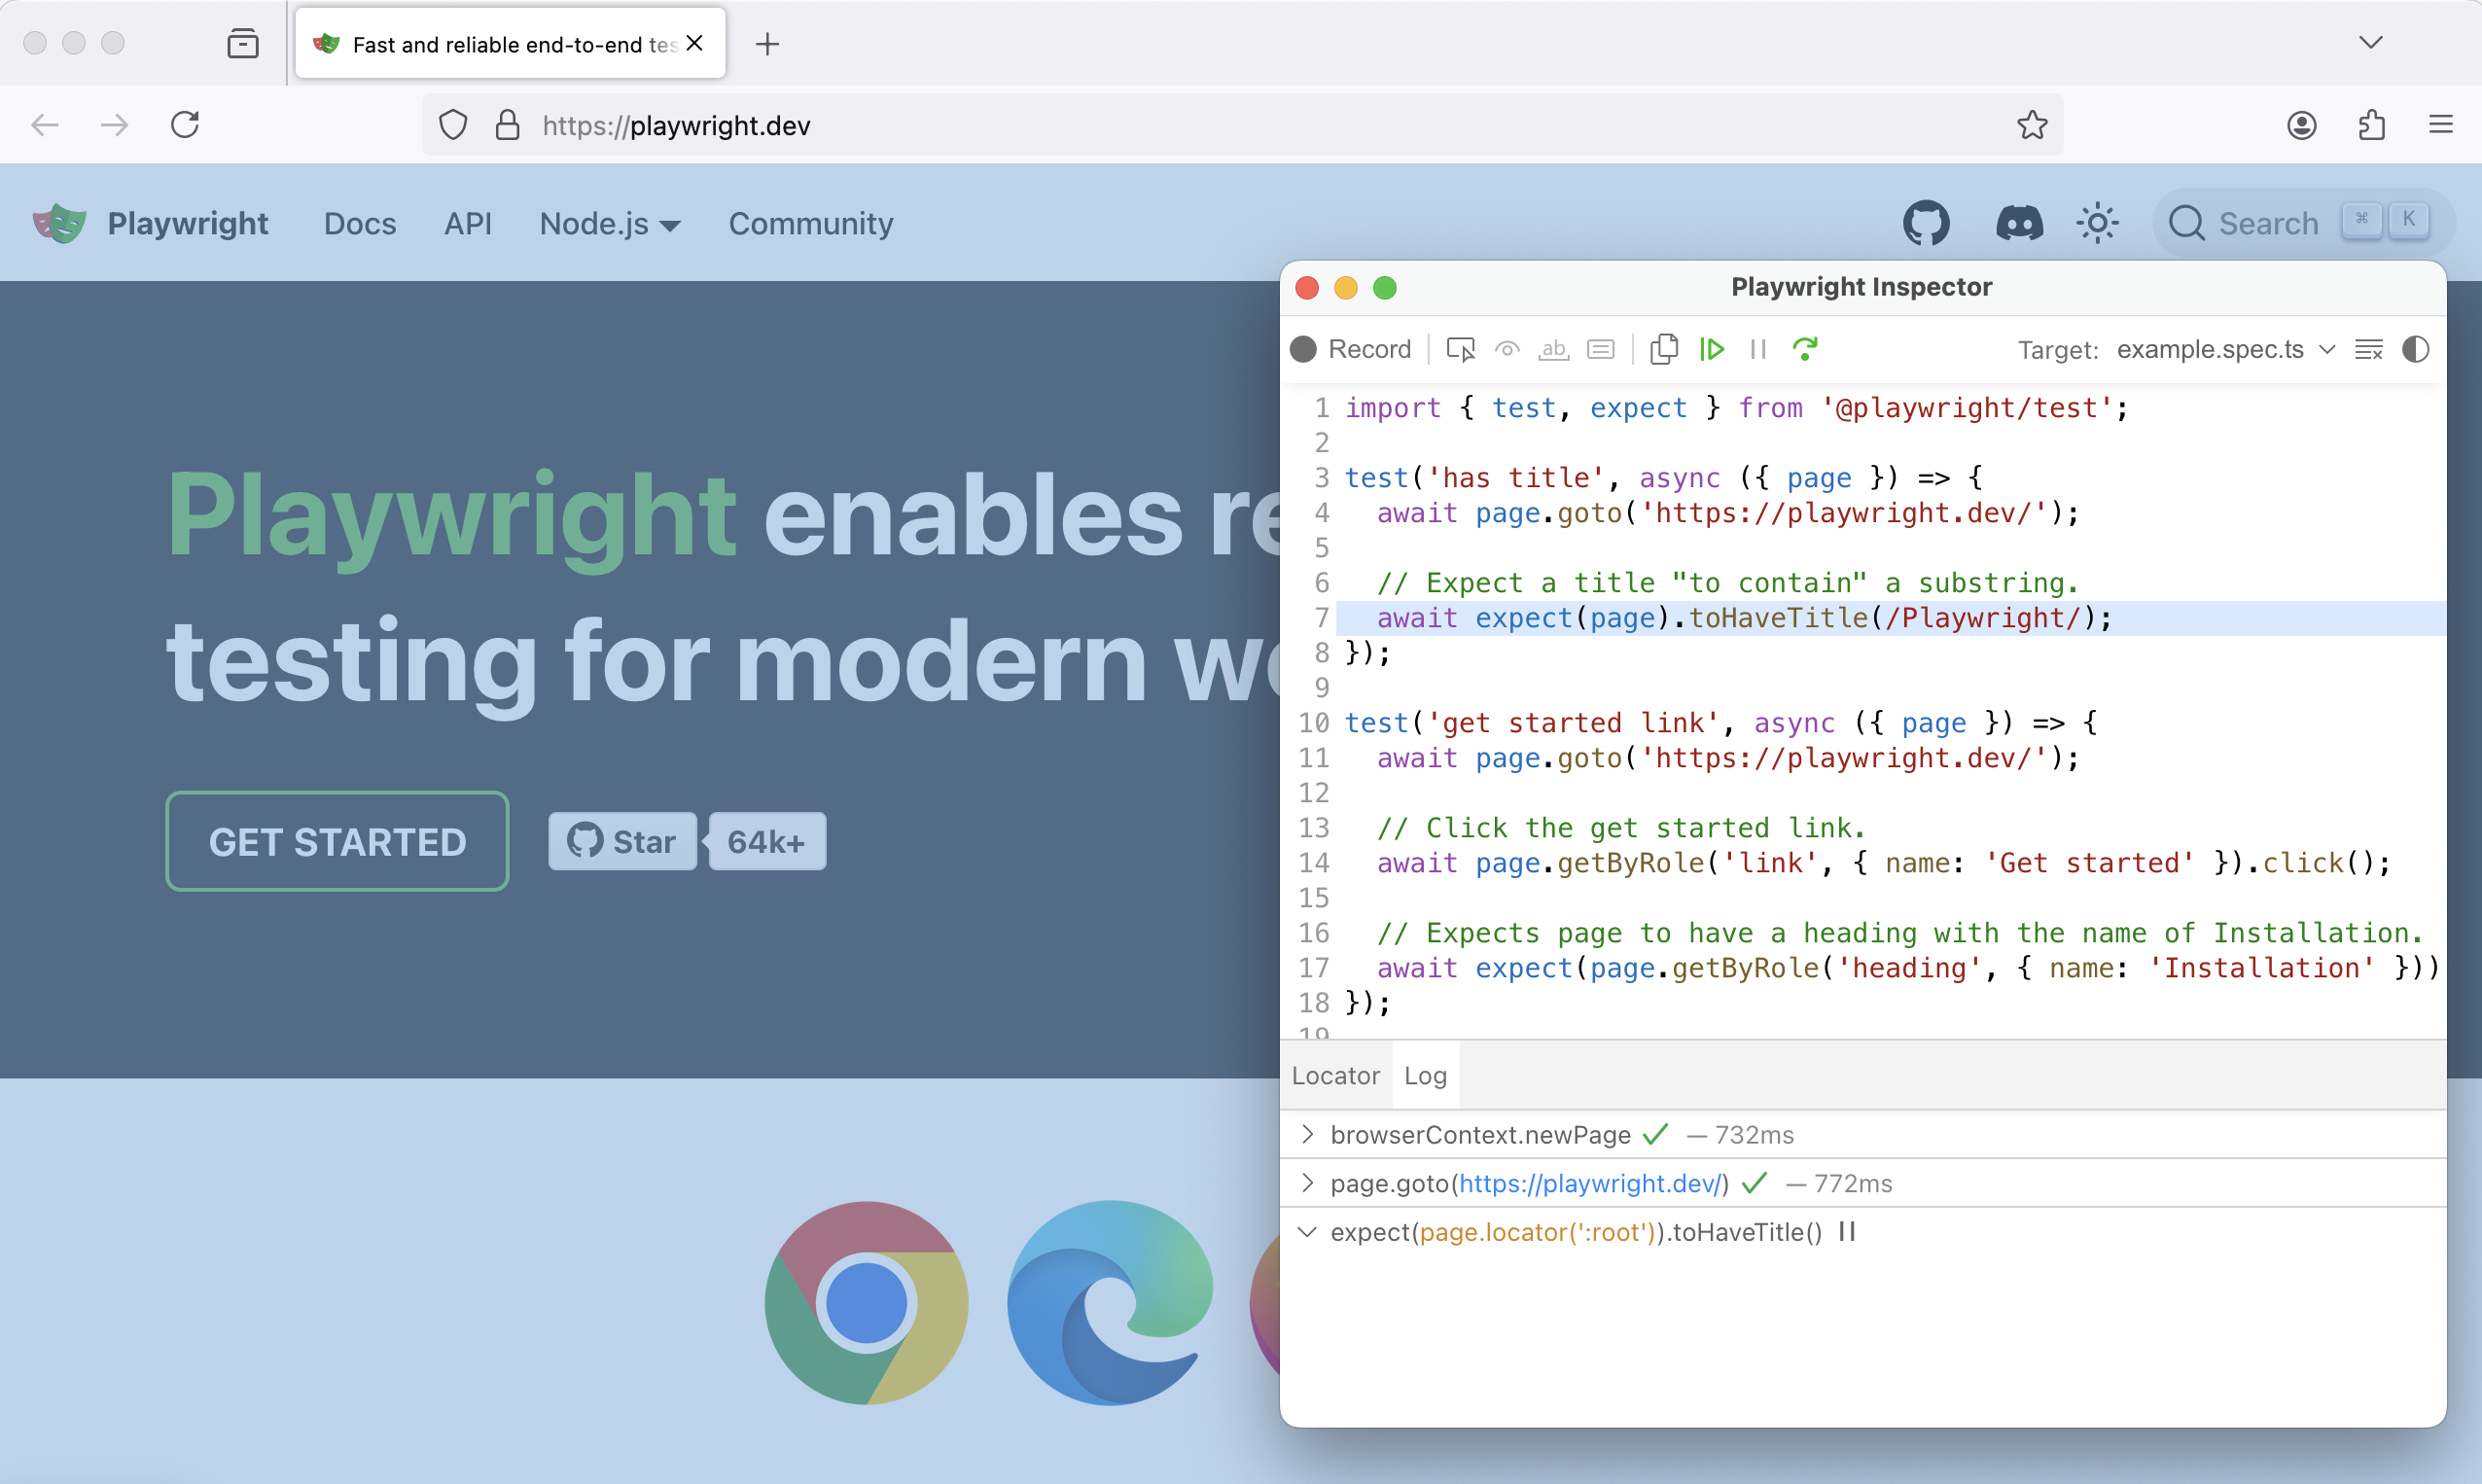 Fast and reliable end-to-end tes
https://playwright.dev
Playwright Docs API Node.js Community
Search ⌘ K
Playwright enables re
testing for modern we
GET STARTED
Star 64k+
Playwright Inspector
Record
Target: example.spec.ts
1 import { test, expect } from '@playwright/test';
2
3 test('has title', async ({ page }) => {
4 await page.goto('https://playwright.dev/');
5
6 // Expect a title "to contain" a substring.
7 await expect(page).toHaveTitle(/Playwright/);
8 });
9
10 test('get started link', async ({ page }) => {
11 await page.goto('https://playwright.dev/');
12
13 // Click the get started link.
14 await page.getByRole('link', { name: 'Get started' }).click();
15
16 // Expects page to have a heading with the name of Installation.
17 await expect(page.getByRole('heading', { name: 'Installation' }))
18 });
19
Locator Log
browserContext.newPage ✓ — 732ms
page.goto(https://playwright.dev/) ✓ — 772ms
expect(page.locator(':root')).toHaveTitle()